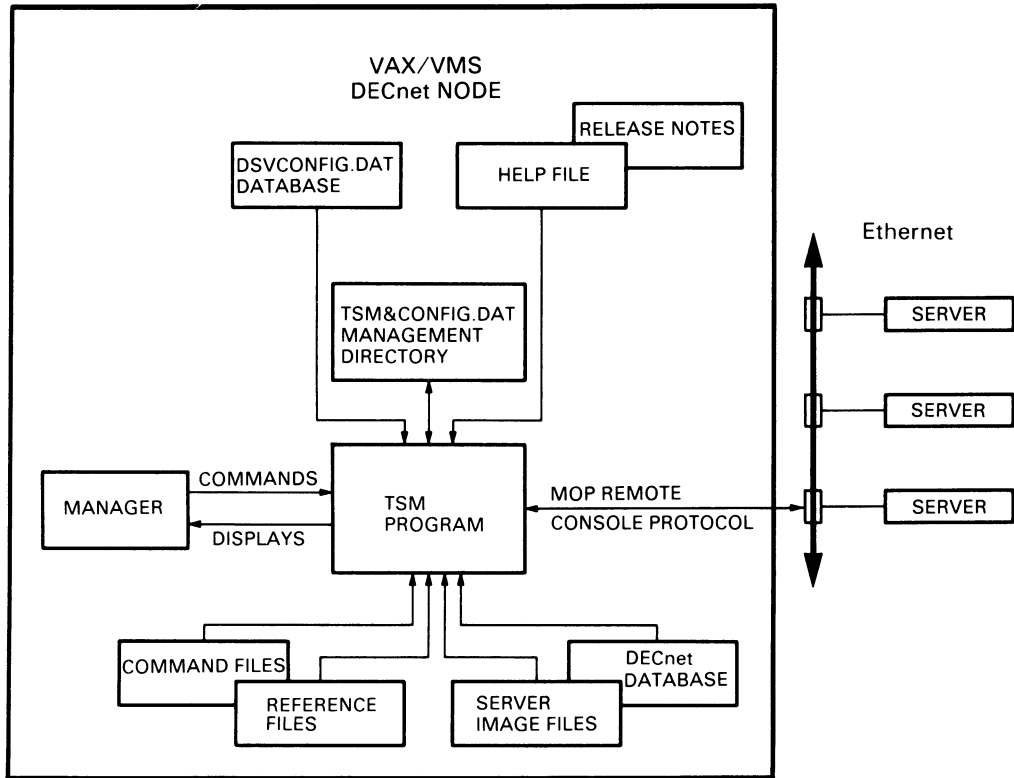 VAX/VMS
DECnet NODE
RELEASE NOTES
DSVCONFIG.DAT
DATABASE
HELP FILE
Ethernet
TSM&CONFIG.DAT
MANAGEMENT
DIRECTORY
SERVER
SERVER
COMMANDS
MANAGER
DISPLAYS
TSM
PROGRAM
MOP REMOTE
CONSOLE PROTOCOL
SERVER
COMMAND FILES
REFERENCE
FILES
DECnet
DATABASE
SERVER
IMAGE FILES